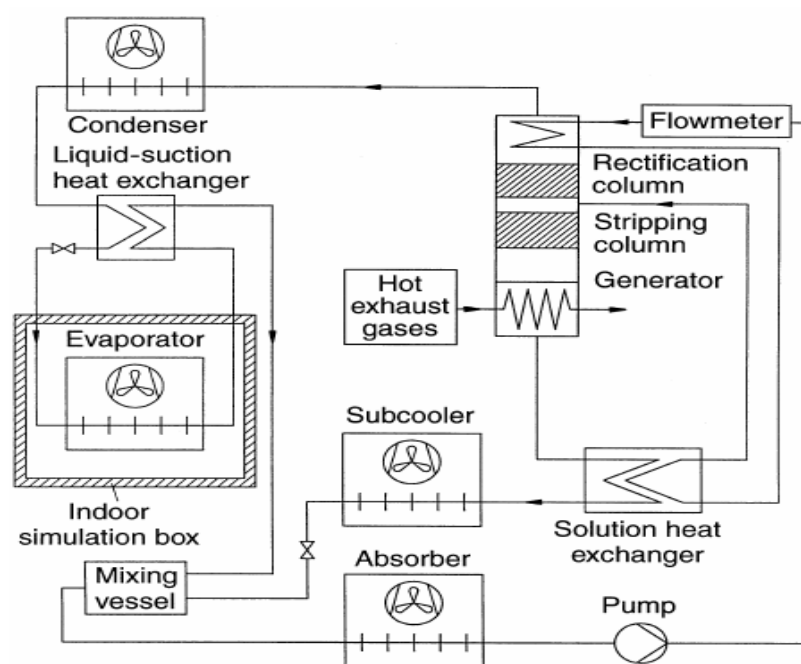 Condenser
Liquid-suction
heat exchanger
Flowmeter
Rectification
column
Stripping
column
Generator
Hot
exhaust
gases
Evaporator
Indoor
simulation box
Subcooler
Solution heat
exchanger
Mixing
vessel
Absorber
Pump